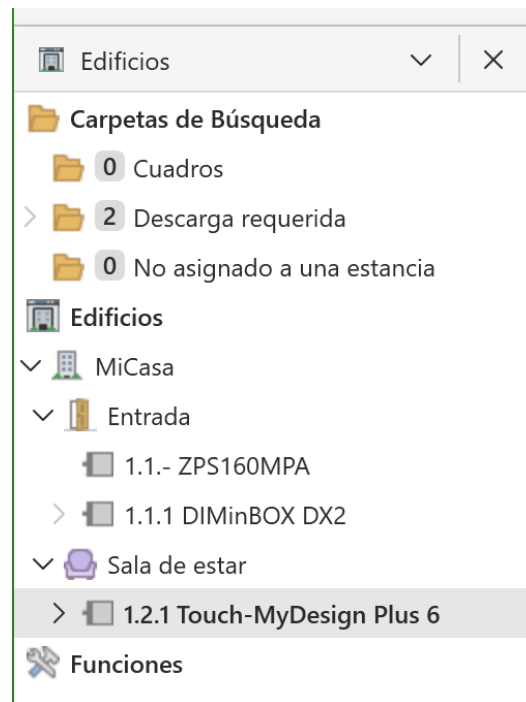 Edificios
Carpetas de Búsqueda
0 Cuadros
2 Descarga requerida
0 No asignado a una estancia
Edificios
MiCasa
Entrada
1.1.- ZPS160MPA
1.1.1 DIMinBOX DX2
Sala de estar
1.2.1 Touch-MyDesign Plus 6
Funciones